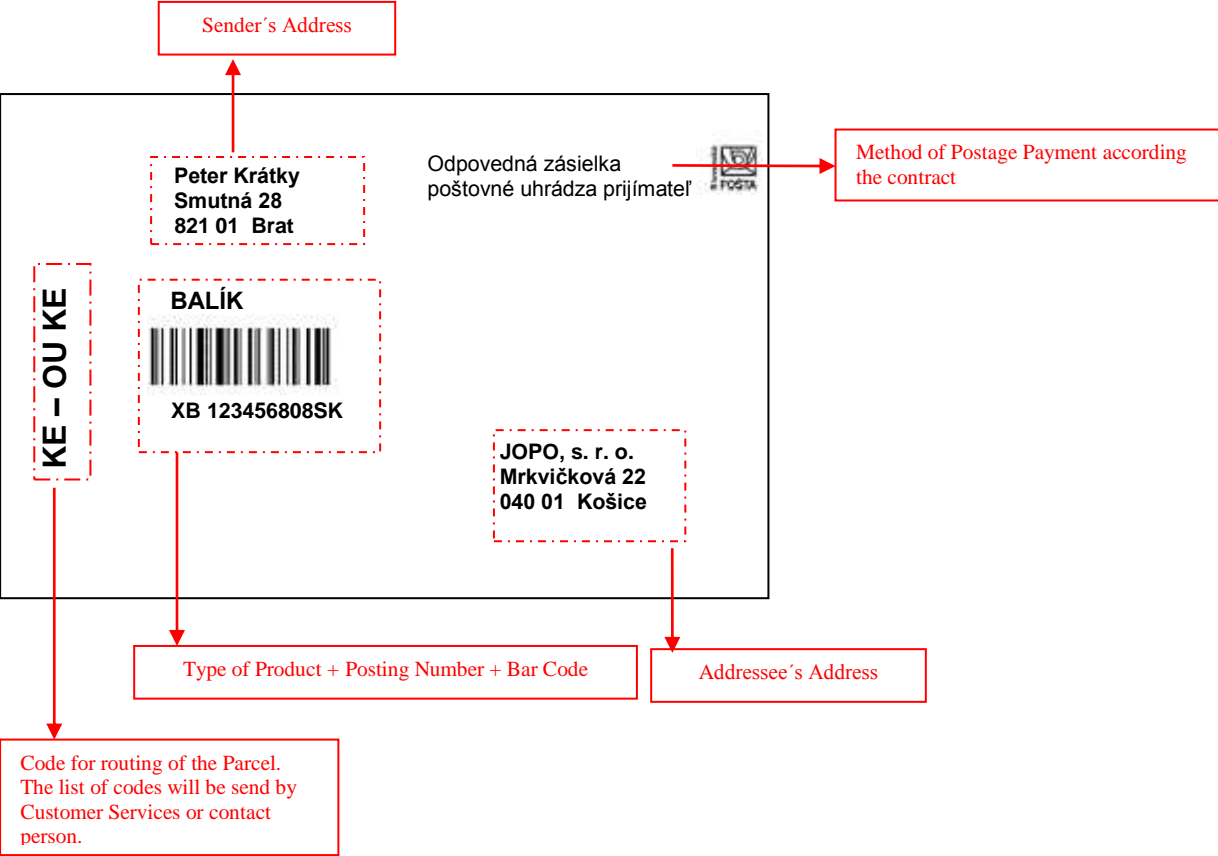 Sender´s Address
Peter Krátky
Smutná 28
821 01 Brat
Odpovedná zásielka
poštovné uhrádza prijímateľ
POŠTA
Method of Postage Payment according
the contract
KE – OU KE
BALÍK
XB 123456808SK
JOPO, s. r. o.
Mrkvičková 22
040 01 Košice
Type of Product + Posting Number + Bar Code
Addressee´s Address
Code for routing of the Parcel.
The list of codes will be send by
Customer Services or contact
person.